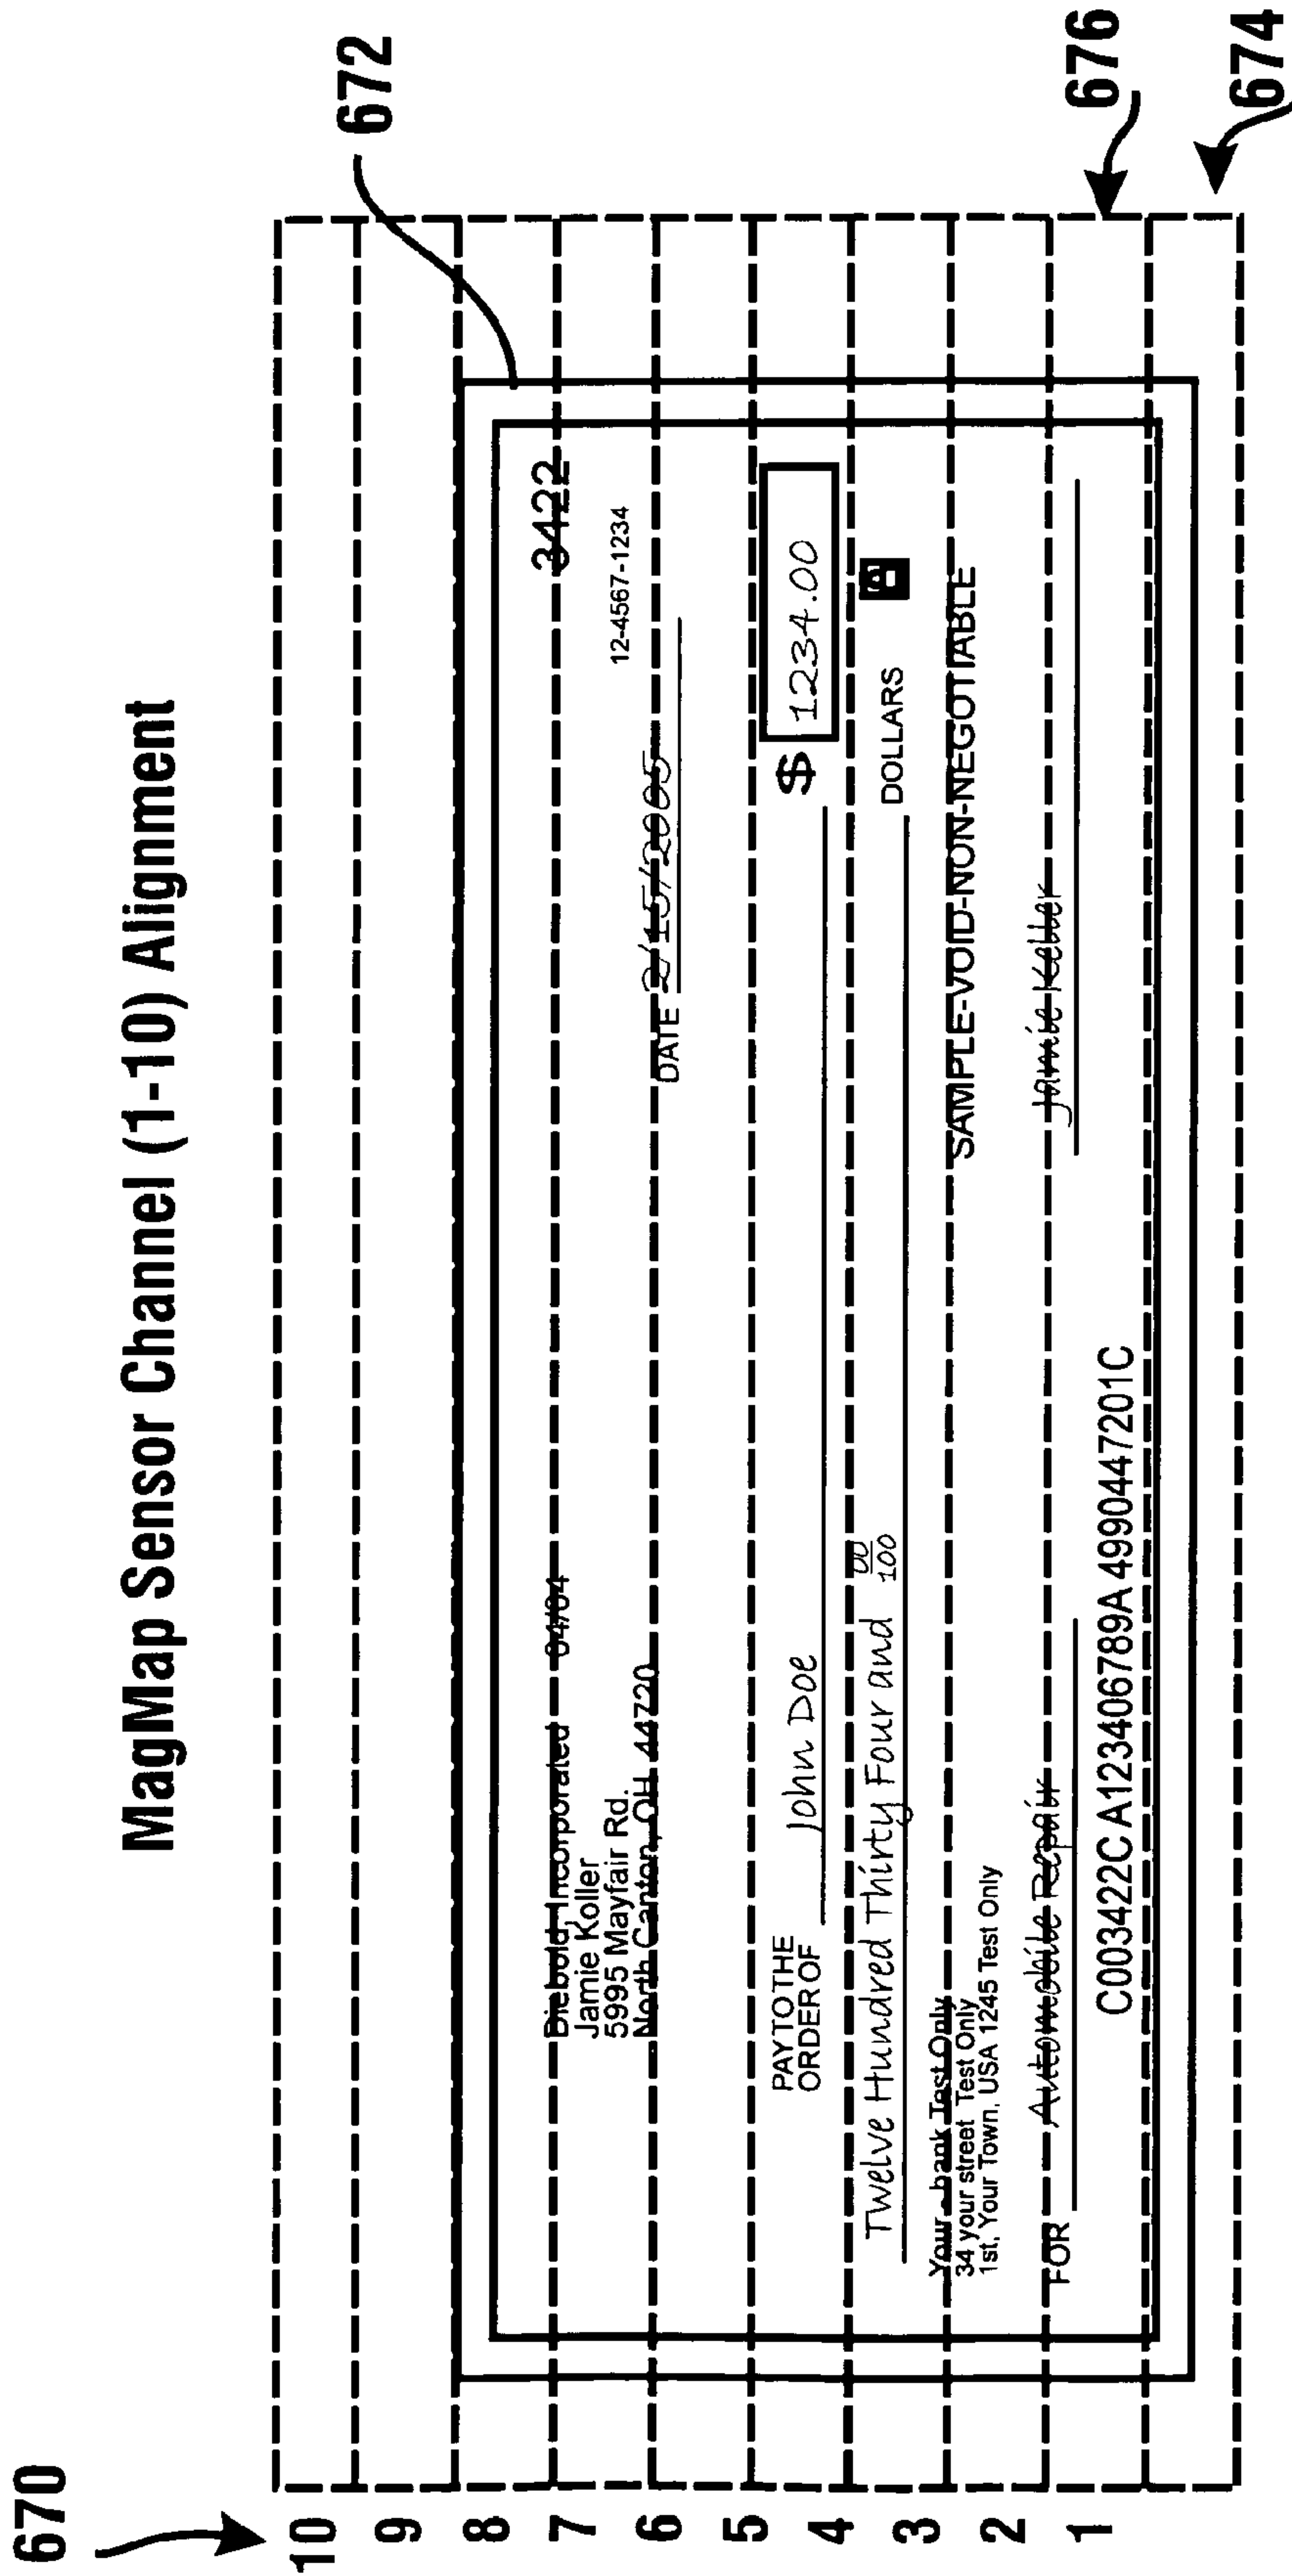 MagMap Sensor Channel (1-10) Alignment
670
672
10
9
8
7
6
5
4
3
2
1
676
674
3422
Diebold, Incorporated 04/04
Jamie Koller
5995 Mayfair Rd.
North Canton, OH 44720
12-4567-1234
DATE 2/15/2005
PAY TO THE
ORDER OF John Doe $ 1234.00
Twelve Hundred Thirty Four and 00/100 DOLLARS
Your - bank Test Only
34 your street Test Only
1st, Your Town, USA 1245 Test Only
SAMPLE-VOID-NON-NEGOTIABLE
FOR Automobile Repair Jamie Keller
C003422C A123406789A 4990447201C